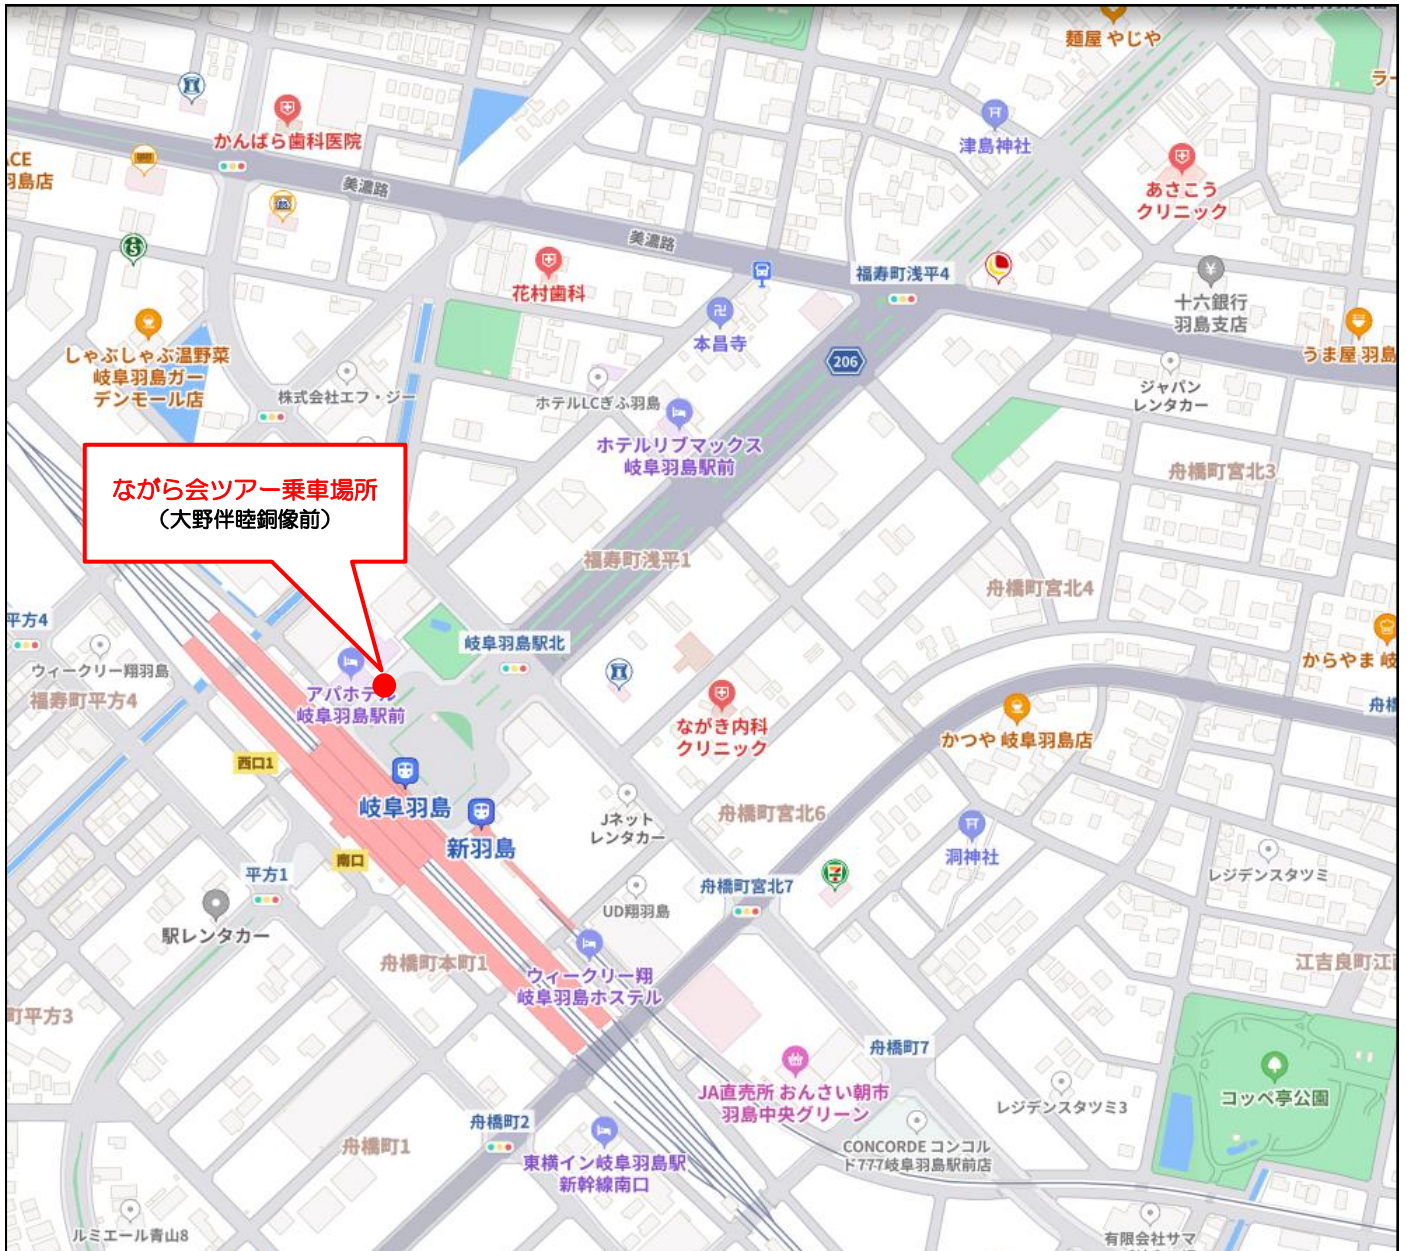 麺屋 やじや
ラー
かんばら歯科医院
津島神社
CE
羽島店
美濃路
あさこう
クリニック
美濃路
福寿町浅平4
花村歯科
十六銀行
羽島支店
本昌寺
206
しゃぶしゃぶ温野菜
岐阜羽島ガー
デンモール店
うま屋 羽島
株式会社エフ・ジー
ホテルLCぎふ羽島
ジャパン
レンタカー
ホテルリブマックス
岐阜羽島駅前
舟橋町宮北3
ながら会ツアー乗車場所
（大野伴睦銅像前）
福寿町浅平1
舟橋町宮北4
平方4
岐阜羽島駅北
ウィークリー翔羽島
からやま 岐
福寿町平方4
アパホテル
岐阜羽島駅前
舟橋
ながき内科
クリニック
かつや 岐阜羽島店
西口1
岐阜羽島
Jネット
レンタカー
舟橋町宮北6
新羽島
洞神社
南口
平方1
舟橋町宮北7
レジデンスタツミ
UD翔羽島
駅レンタカー
舟橋町本町1
ウィークリー翔
岐阜羽島ホステル
江吉良町江
町平方3
舟橋町7
JA直売所 おんさい朝市
羽島中央グリーン
レジデンスタツミ3
コッペ亭公園
舟橋町2
舟橋町1
東横イン岐阜羽島駅
新幹線南口
CONCORDE コンコル
ド777岐阜羽島駅前店
ルミエール青山8
有限会社サマ